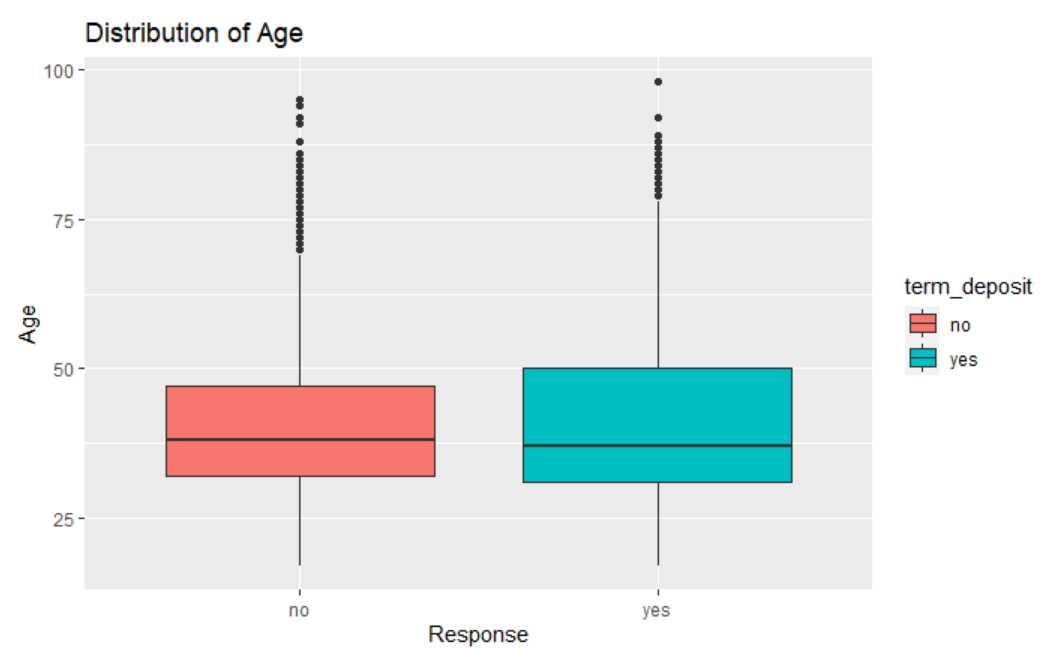 Distribution of Age
100
75
50
25
Age
no
yes
Response
term_deposit
no
yes